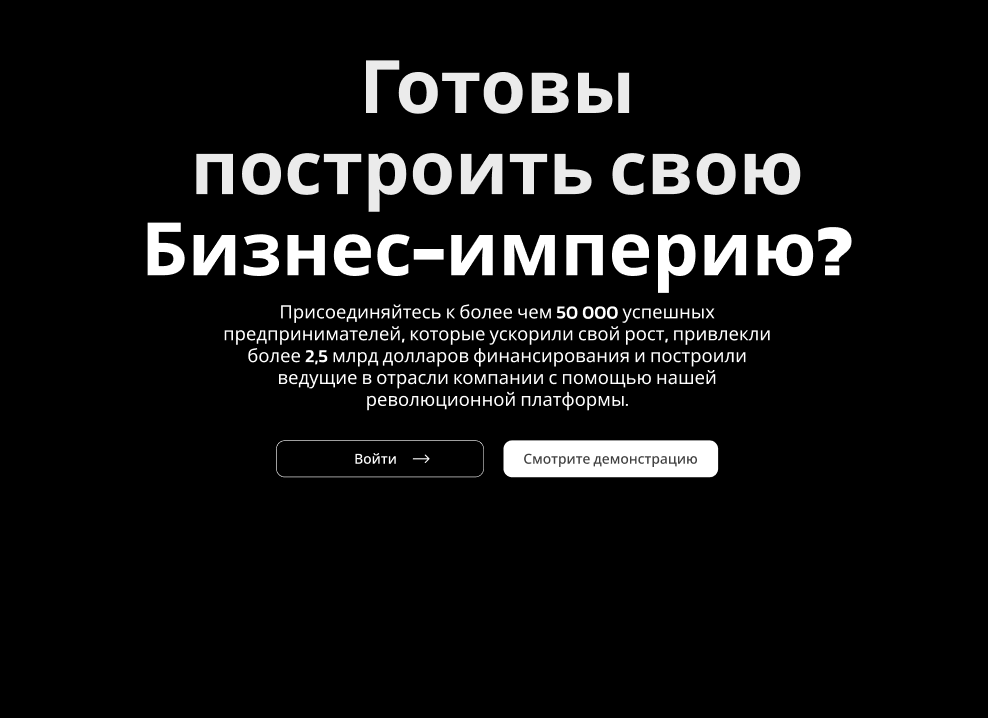 Готовы
построить свою
Бизнес–империю?
Присоединяйтесь к более чем 50 000 успешных
предпринимателей, которые ускорили свой рост, привлекли
более 2,5 млрд долларов финансирования и построили
ведущие в отрасли компании с помощью нашей
революционной платформы.
Войти →
Смотрите демонстрацию